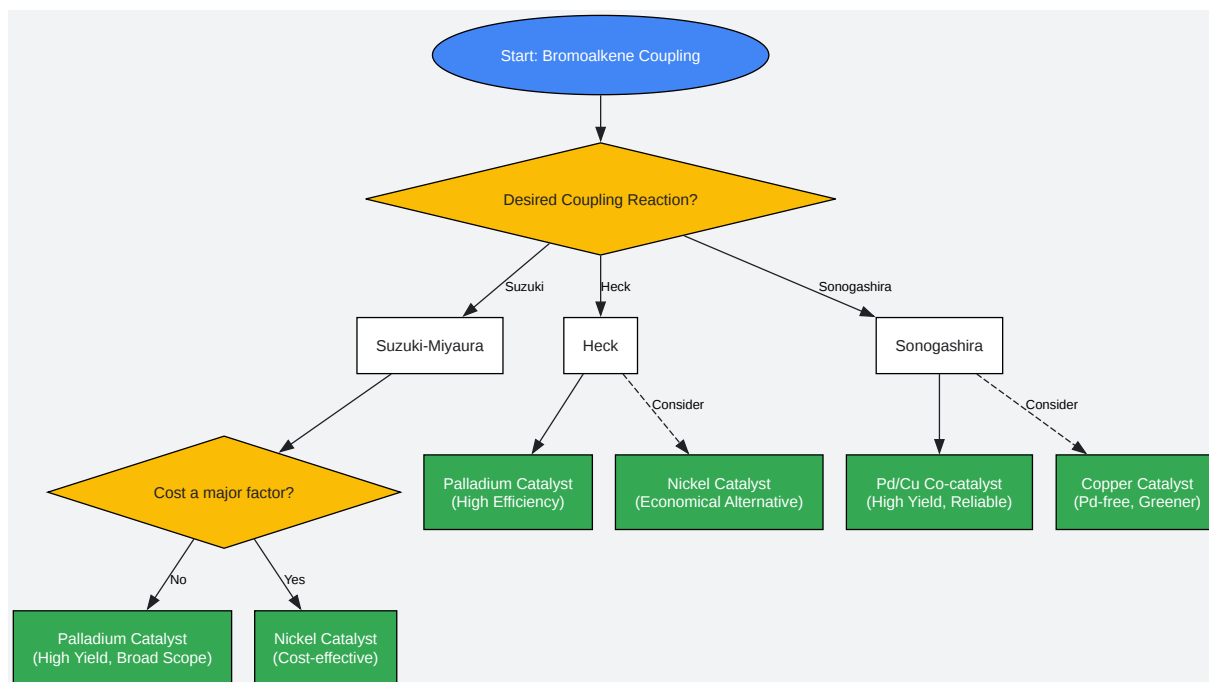 Start: Bromoalkene Coupling
Desired Coupling Reaction?
Suzuki
Heck
Sonogashira
Suzuki-Miyaura
Heck
Sonogashira
Consider
Consider
Cost a major factor?
Palladium Catalyst
(High Efficiency)
Nickel Catalyst
(Economical Alternative)
Pd/Cu Co-catalyst
(High Yield, Reliable)
Copper Catalyst
(Pd-free, Greener)
No
Yes
Palladium Catalyst
(High Yield, Broad Scope)
Nickel Catalyst
(Cost-effective)